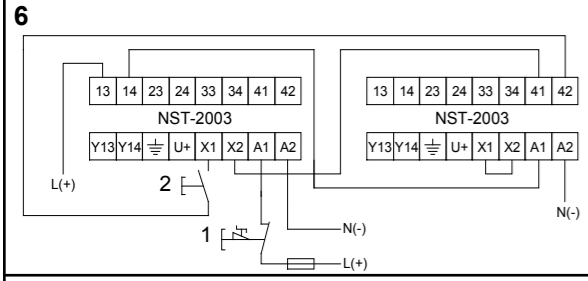 6
13 14 23 24 33 34 41 42
13 14 23 24 33 34 41 42
NST-2003
NST-2003
Y13 Y14 U+ X1 X2 A1 A2
Y13 Y14 U+ X1 X2 A1 A2
L(+)
2
N(-)
1
N(-)
L(+)